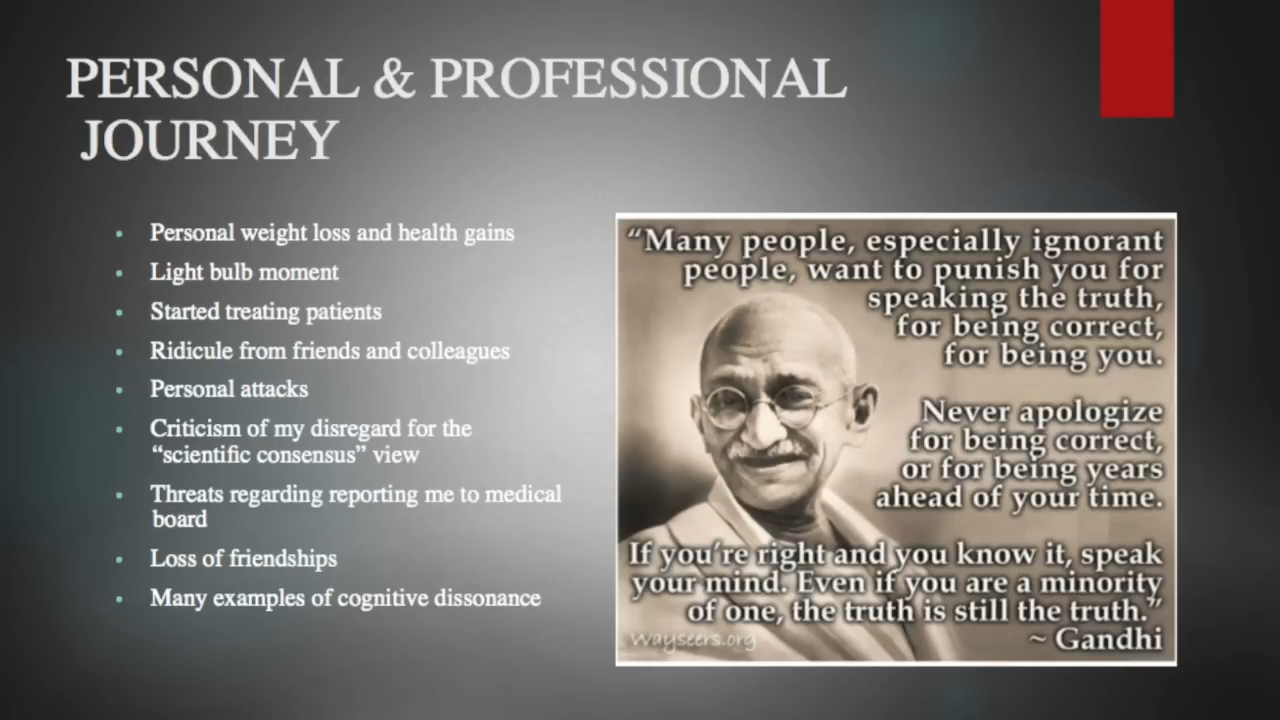 PERSONAL & PROFESSIONAL
JOURNEY
• Personal weight loss and health gains
• Light bulb moment
• Started treating patients
• Ridicule from friends and colleagues
• Personal attacks
• Criticism of my disregard for the
“scientific consensus” view
• Threats regarding reporting me to medical
board
• Loss of friendships
• Many examples of cognitive dissonance
“Many people, especially ignorant
people, want to punish you for
speaking the truth,
for being correct,
for being you.
Never apologize
for being correct,
or for being years
ahead of your time.
If you’re right and you know it, speak
your mind. Even if you are a minority
of one, the truth is still the truth.”
~ Gandhi
Wayseers.org